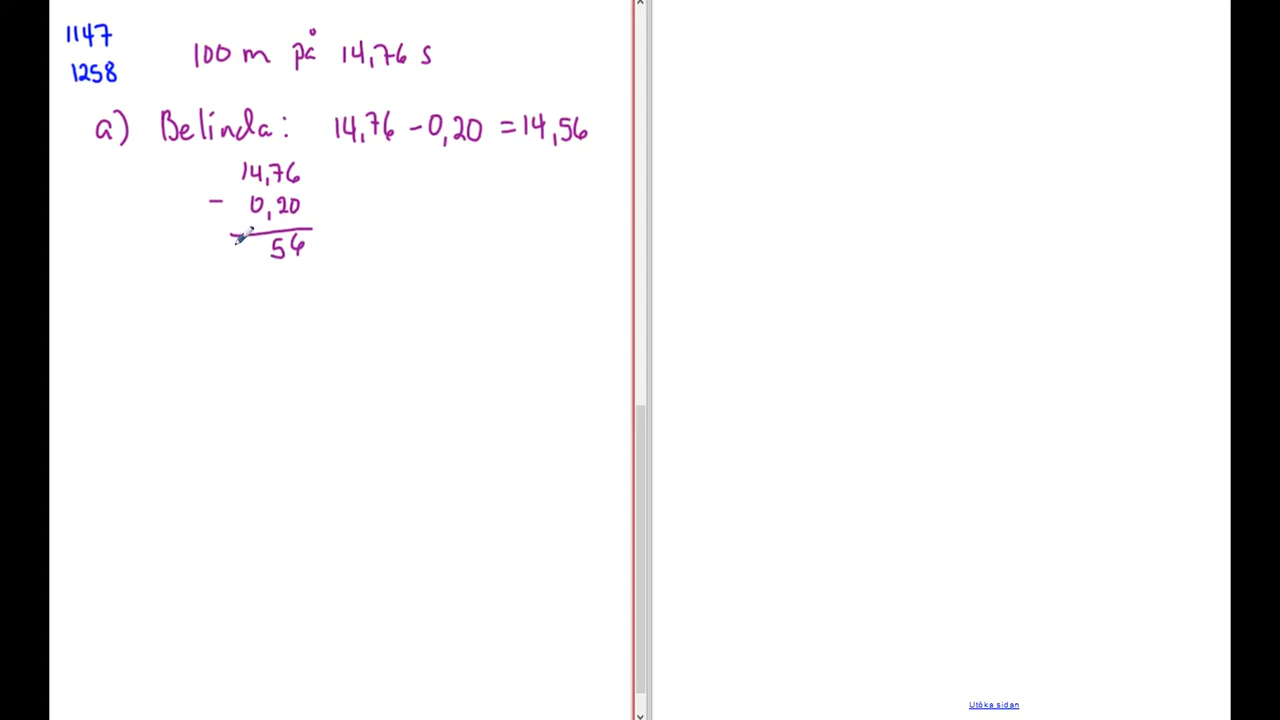 1147
1258
100 m på 14,76 s
a) Belinda: 14,76 - 0,20 = 14,56
14,76
- 0,20
56
Utöka sidan